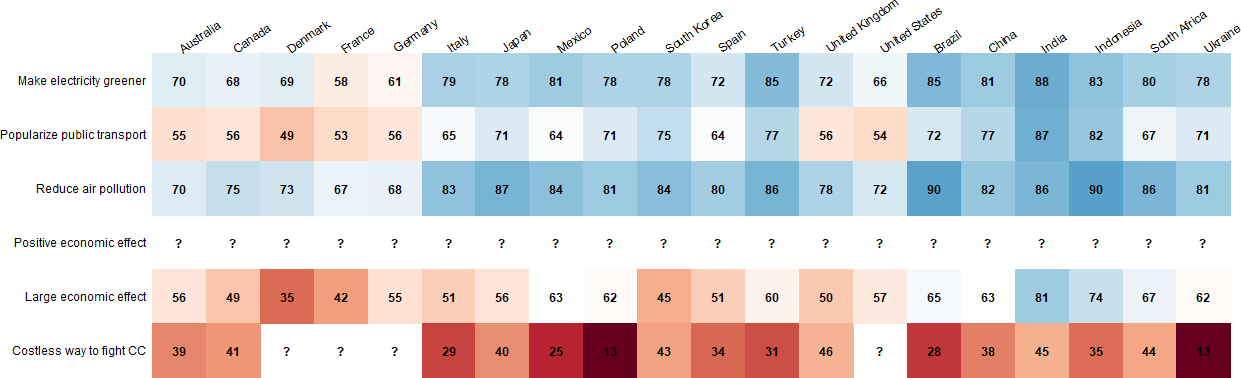 Australia Canada Denmark France Germany Italy Japan Mexico Poland South Korea Spain Turkey United Kingdom United States Brazil China India Indonesia South Africa Ukraine
Make electricity greener 70 68 69 58 61 79 78 81 78 78 72 85 72 66 85 81 88 83 80 78
Popularize public transport 55 56 49 53 56 65 71 64 71 75 64 77 56 54 72 77 87 82 67 71
Reduce air pollution 70 75 73 67 68 83 87 84 81 84 80 86 78 72 90 82 86 90 86 81
Positive economic effect ? ? ? ? ? ? ? ? ? ? ? ? ? ? ? ? ? ? ? ?
Large economic effect 56 49 35 42 55 51 56 63 62 45 51 60 50 57 65 63 81 74 67 62
Costless way to fight CC 39 41 ? ? ? 29 40 25 13 43 34 31 46 ? 28 38 45 35 44 13